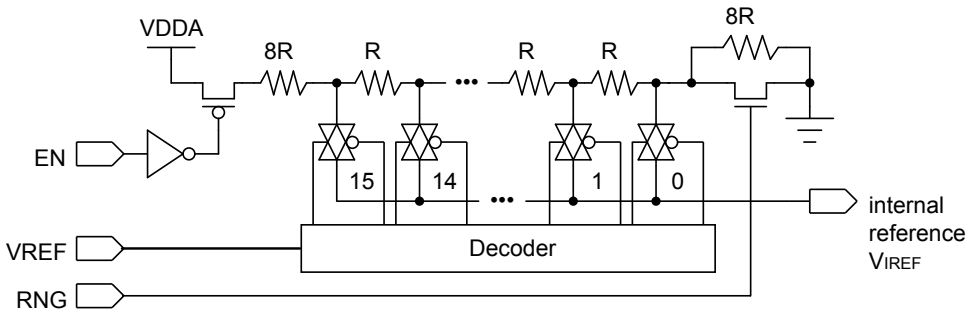 VDDA
8R
R
R
R
8R
•••
EN
15
14
1
0
•••
internal
reference
VIREF
VREF
Decoder
RNG